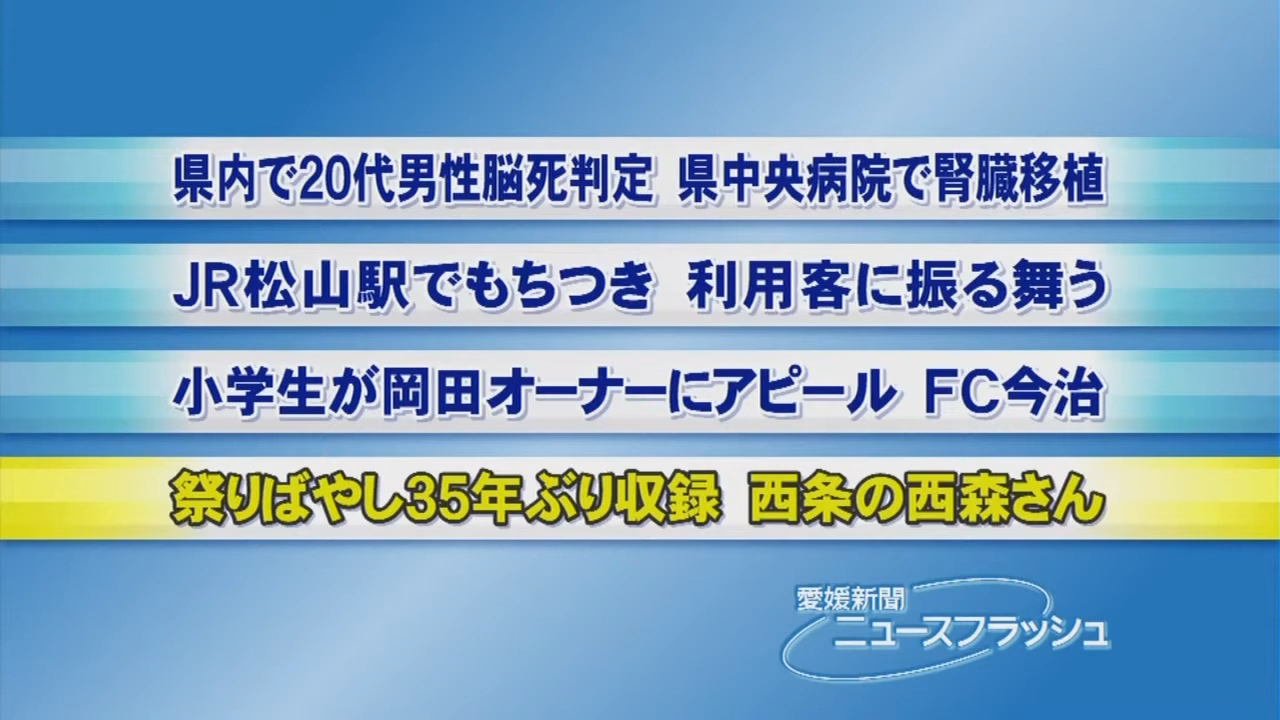 県内で20代男性脳死判定 県中央病院で腎臓移植
JR松山駅でもちつき 利用客に振る舞う
小学生が岡田オーナーにアピール FC今治
祭りばやし35年ぶり収録 西条の西森さん
愛媛新聞
ニュースフラッシュ